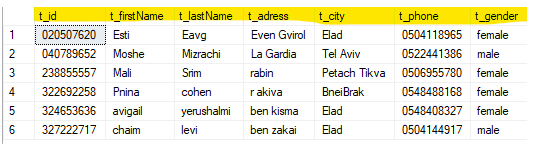 t_id t_firstName t_lastName t_adress t_city t_phone t_gender
1 020507620 Esti Eavg Even Gvirol Elad 0504118965 female
2 040789652 Moshe Mizrachi La Gardia Tel Aviv 0522441386 male
3 238855557 Mali Srim rabin Petach Tikva 0506955780 female
4 322692258 Pnina cohen r akiva BneiBrak 0548488168 female
5 324653636 avigail yerushalmi ben kisma Elad 0548408327 female
6 327222717 chaim levi ben zakai Elad 0504144917 male